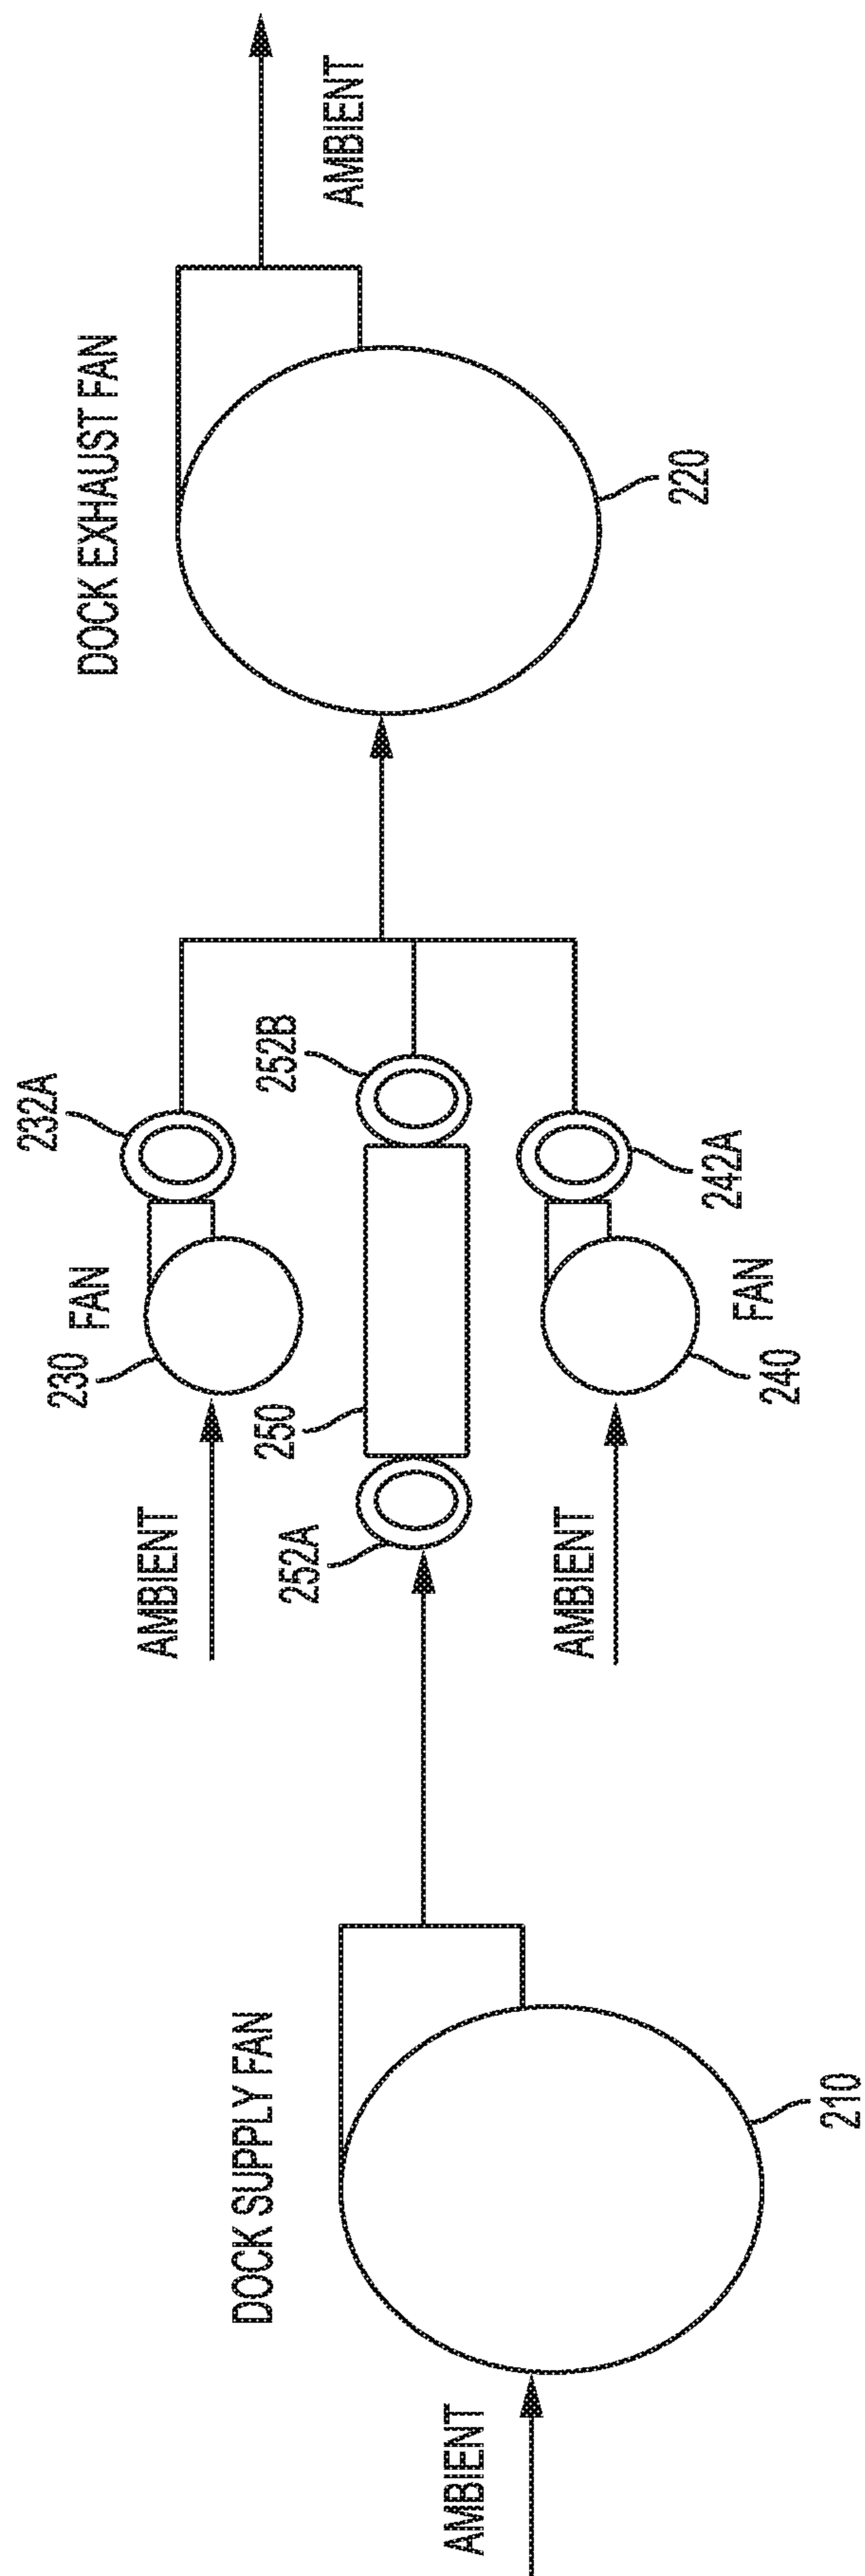 AMBIENT
DOCK SUPPLY FAN
210
AMBIENT
FAN
230
232A
252A
250
252B
AMBIENT
FAN
240
242A
DOCK EXHAUST FAN
220
AMBIENT